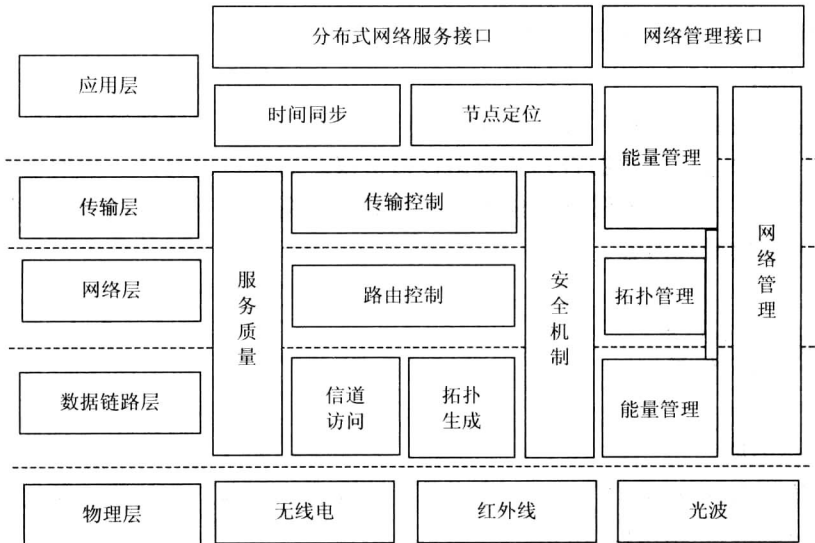 分布式网络服务接口
网络管理接口
应用层
时间同步
节点定位
能量管理
传输层
传输控制
网络层
服务质量
路由控制
安全机制
拓扑管理
网络管理
数据链路层
信道
访问
拓扑
生成
能量管理
物理层
无线电
红外线
光波